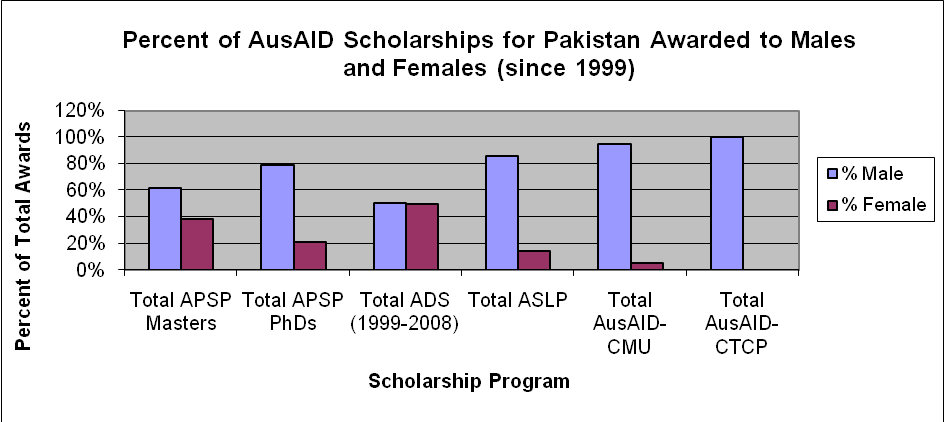 Percent of AusAID Scholarships for Pakistan Awarded to Males
and Females (since 1999)
Percent of Total Awards
120%
100%
80%
60%
40%
20%
0%
Total APSP
Masters
Total APSP
PhDs
Total ADS
(1999-2008)
Total ASLP
Total
AusAID-
CMU
Total
AusAID-
CTCP
Scholarship Program
% Male
% Female